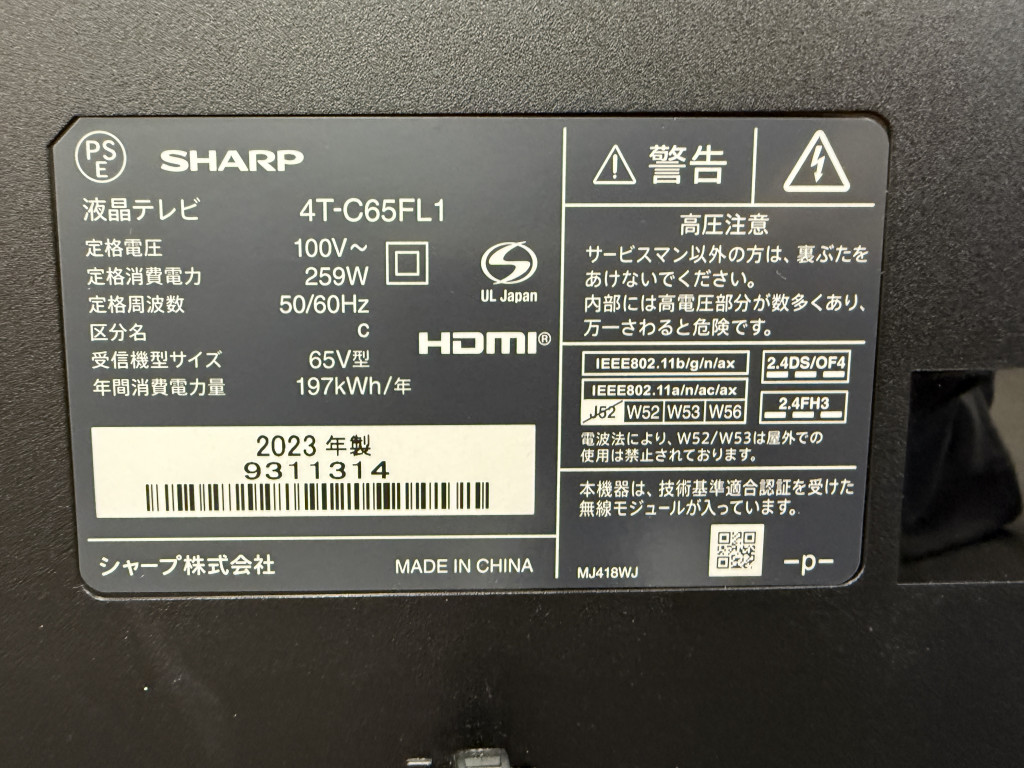 PSE
SHARP
液晶テレビ 4T-C65FL1
定格電圧 100V～
定格消費電力 259W
定格周波数 50/60Hz
区分名 C
受信機型サイズ 65V型
年間消費電力量 197kWh/年
UL Japan
HDMI®
2023 年製
9311314
シャープ株式会社 MADE IN CHINA
警告
高圧注意
サービスマン以外の方は、裏ぶたを
あけないでください。
内部には高電圧部分が数多くあり、
万一さわると危険です。
IEEE802.11b/g/n/ax 2.4DS/OF4
IEEE802.11a/n/ac/ax
J52 W52 W53 W56 2.4FH3
電波法により、W52/W53は屋外での
使用は禁止されております。
本機器は、技術基準適合認証を受けた
無線モジュールが入っています。
MJ418WJ -p-